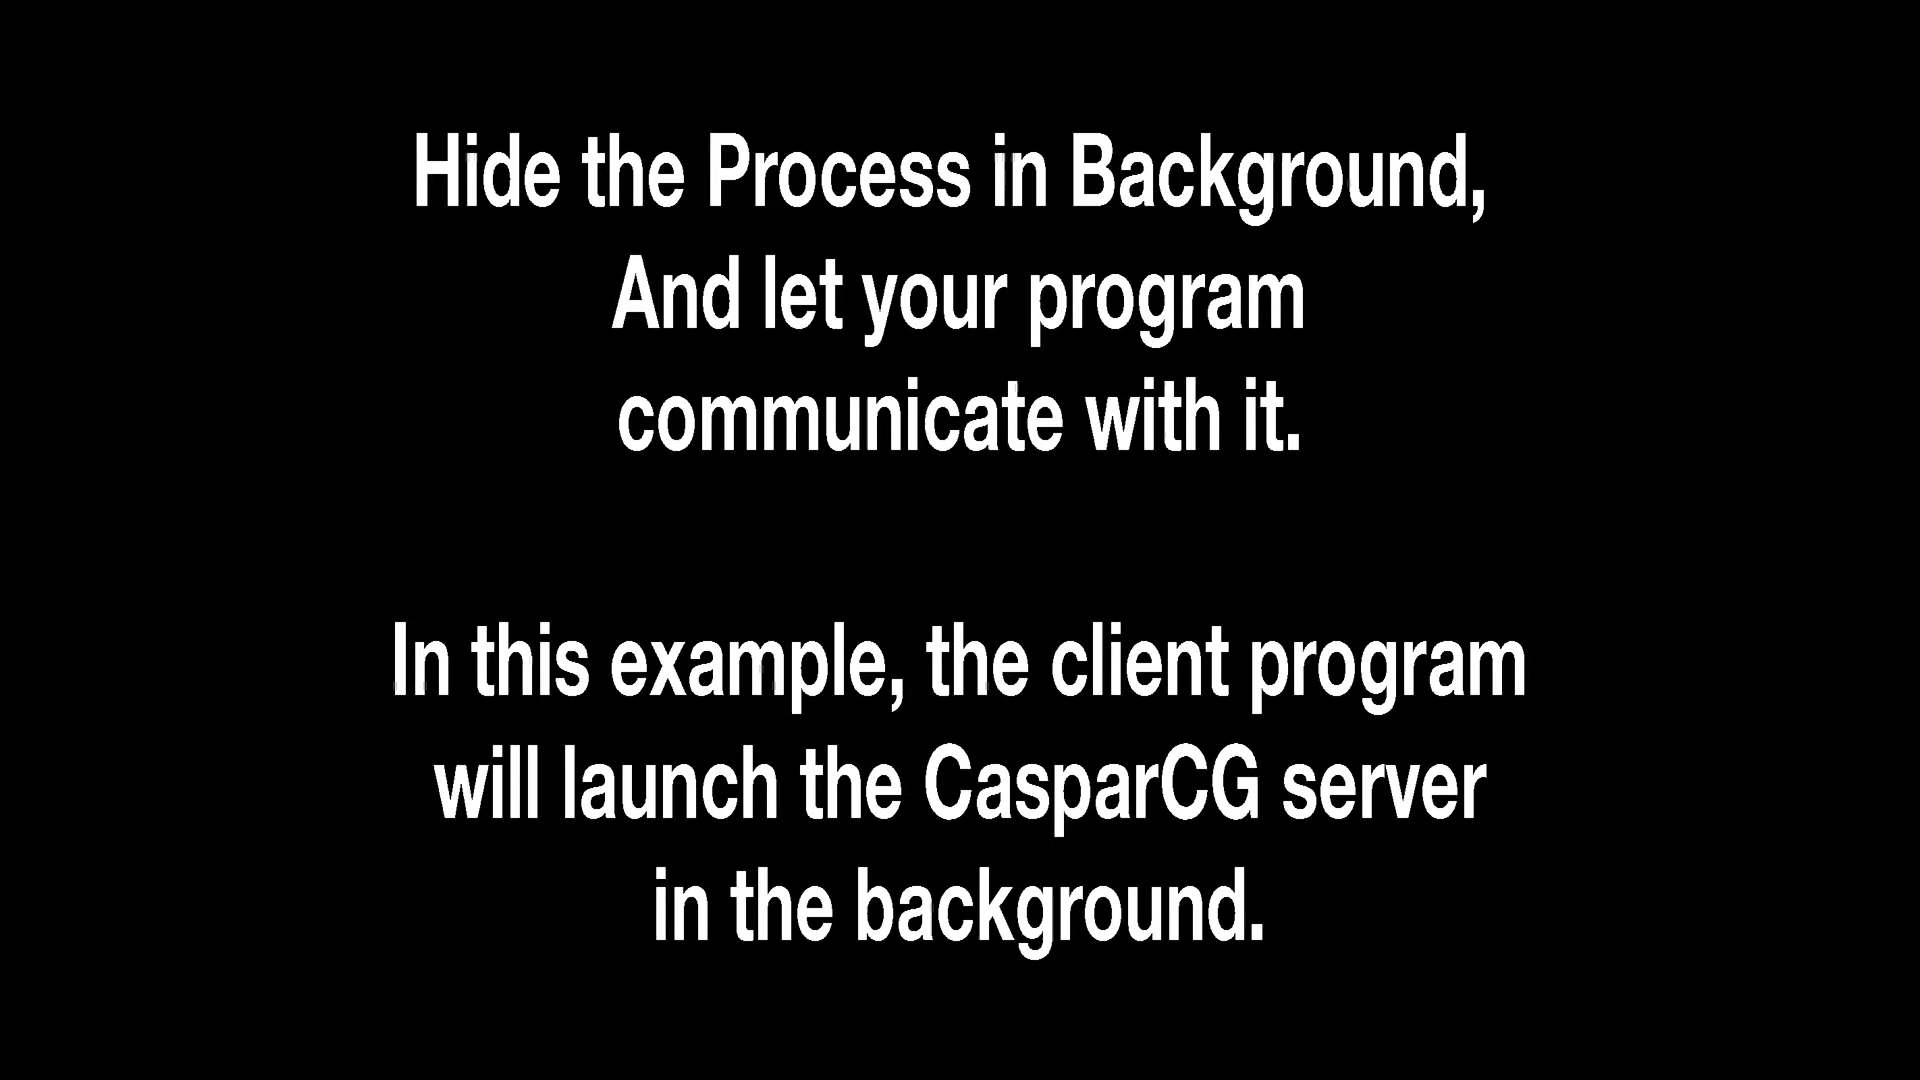 Hide the Process in Background,
And let your program
communicate with it.
In this example, the client program
will launch the CasparCG server
in the background.